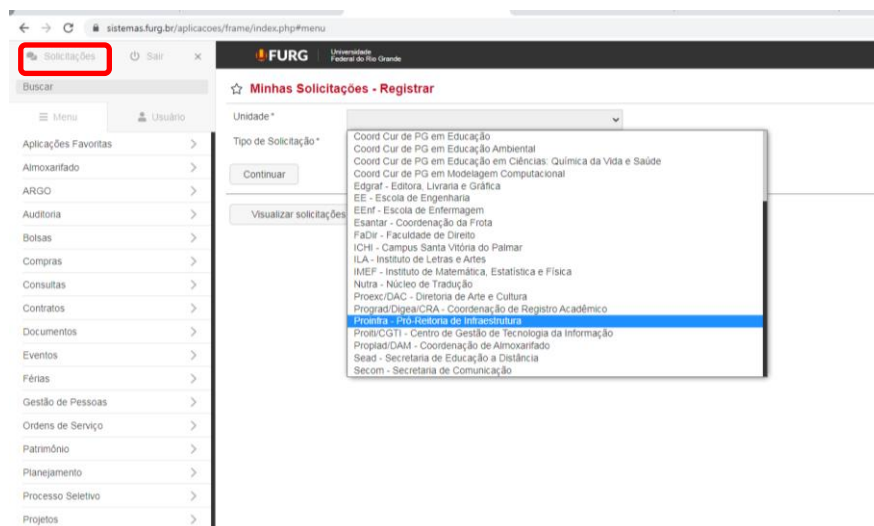 sistemas.furg.br/aplicacoes/frame/index.php#menu
Solicitações
Sair
×
FURG
Universidade
Federal do Rio Grande
Buscar
Minhas Solicitações - Registrar
Menu
Usuário
Unidade *
Tipo de Solicitação *
Continuar
Visualizar solicitações
Coord Cur de PG em Educação
Coord Cur de PG em Educação Ambiental
Coord Cur de PG em Educação em Ciências: Química da Vida e Saúde
Coord Cur de PG em Modelagem Computacional
Edgraf - Editora, Livraria e Gráfica
EE - Escola de Engenharia
EEnf - Escola de Enfermagem
Esantar - Coordenação da Frota
FaDir - Faculdade de Direito
ICHI - Campus Santa Vitória do Palmar
ILA - Instituto de Letras e Artes
IMEF - Instituto de Matemática, Estatística e Física
Nutra - Núcleo de Tradução
Proexc/DAC - Diretoria de Arte e Cultura
Prograd/Digea/CRA - Coordenação de Registro Acadêmico
Proinfra - Pró-Reitoria de Infraestrutura
Proiti/CGTI - Centro de Gestão de Tecnologia da Informação
Proplad/DAM - Coordenação de Almoxarifado
Sead - Secretaria de Educação a Distância
Secom - Secretaria de Comunicação
Aplicações Favoritas
Almoxarifado
ARGO
Auditoria
Bolsas
Compras
Consultas
Contratos
Documentos
Eventos
Férias
Gestão de Pessoas
Ordens de Serviço
Patrimônio
Planejamento
Processo Seletivo
Projetos